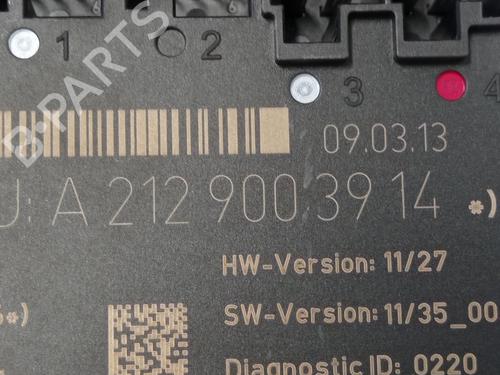 1 2
3 4
09.03.13
U: A 212 900 39 14 *)
HW-Version: 11/27
*)
SW-Version: 11/35_00
Diagnostic ID: 0220
B-PARTS